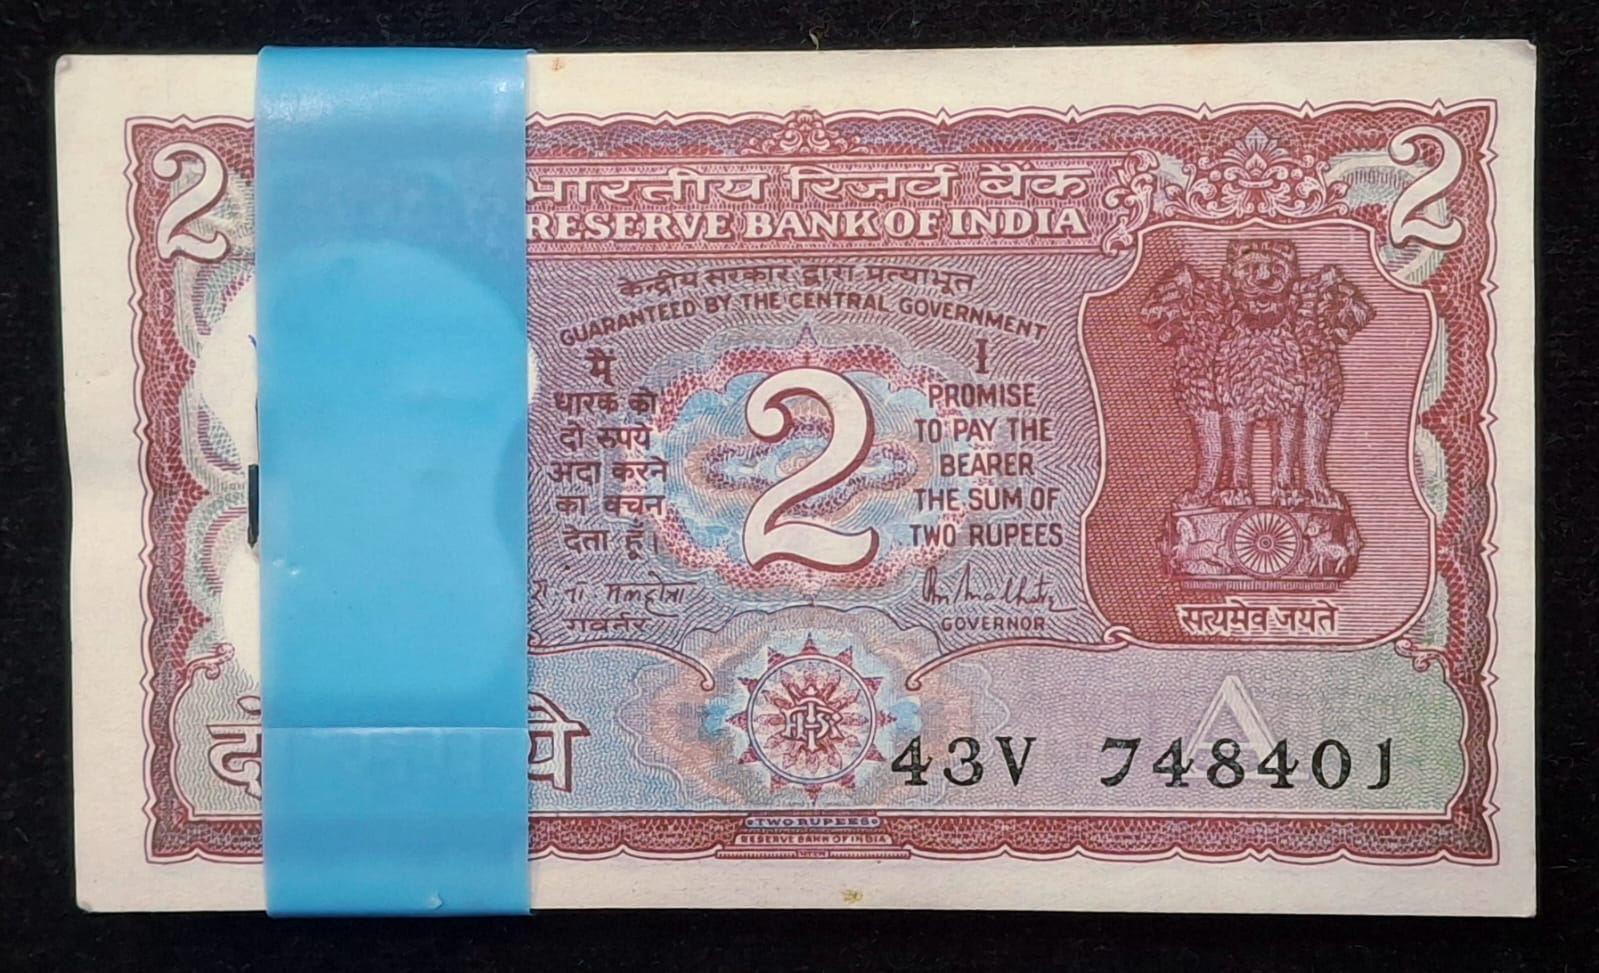 2 2
भारतीय रिज़र्व बैंक
RESERVE BANK OF INDIA
केन्द्रीय सरकार द्वारा प्रत्याभूत
GUARANTEED BY THE CENTRAL GOVERNMENT
मैं
धारक को
दो रुपये
अदा करने
का वचन
देता हूँ।
2
I
PROMISE
TO PAY THE
BEARER
THE SUM OF
TWO RUPEES
गवर्नर
GOVERNOR
सत्यमेव जयते
A
43V 748401
TWO RUPEES
RESERVE BANK OF INDIA